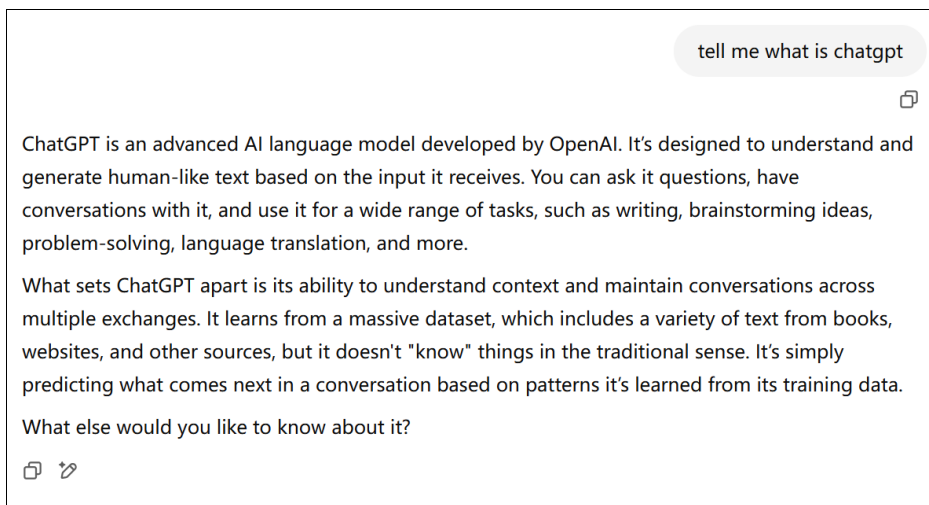 tell me what is chatgpt
ChatGPT is an advanced AI language model developed by OpenAI. It’s designed to understand and
generate human-like text based on the input it receives. You can ask it questions, have
conversations with it, and use it for a wide range of tasks, such as writing, brainstorming ideas,
problem-solving, language translation, and more.
What sets ChatGPT apart is its ability to understand context and maintain conversations across
multiple exchanges. It learns from a massive dataset, which includes a variety of text from books,
websites, and other sources, but it doesn't "know" things in the traditional sense. It’s simply
predicting what comes next in a conversation based on patterns it’s learned from its training data.
What else would you like to know about it?